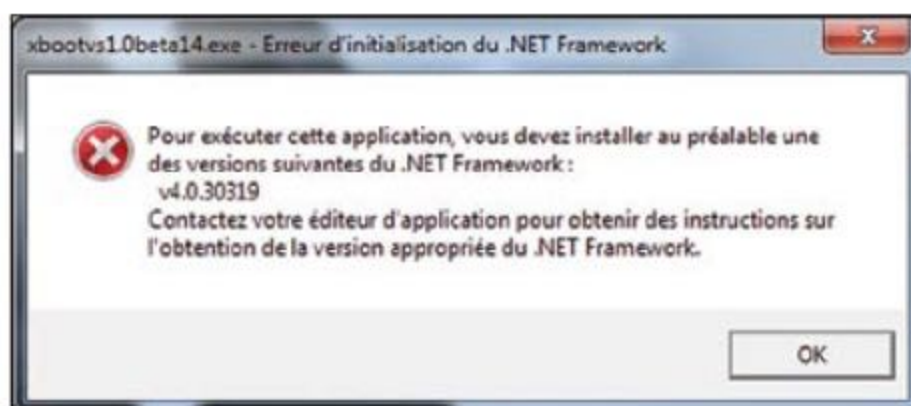 xbootvs1.0beta14.exe - Erreur d'initialisation du .NET Framework
Pour exécuter cette application, vous devez installer au préalable une
des versions suivantes du .NET Framework :
v4.0.30319
Contactez votre éditeur d'application pour obtenir des instructions sur
l'obtention de la version appropriée du .NET Framework.
OK